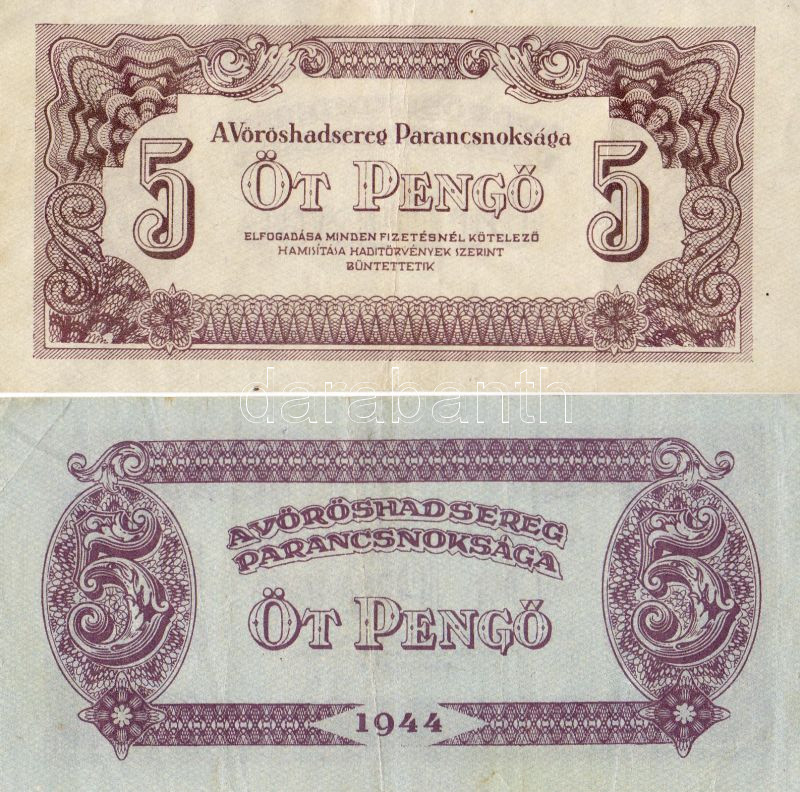 A Vöröshadsereg Parancsnoksága
5 ÖT PENGŐ 5
ELFOGADÁSA MINDEN FIZETÉSNÉL KÖTELEZŐ
HAMISÍTÁSA HADITÖRVÉNYEK SZERINT
BÜNTETTETIK
darabanth
A VÖRÖSHADSEREG
PARANCSNOKSÁGA
5 ÖT PENGŐ 5
1944